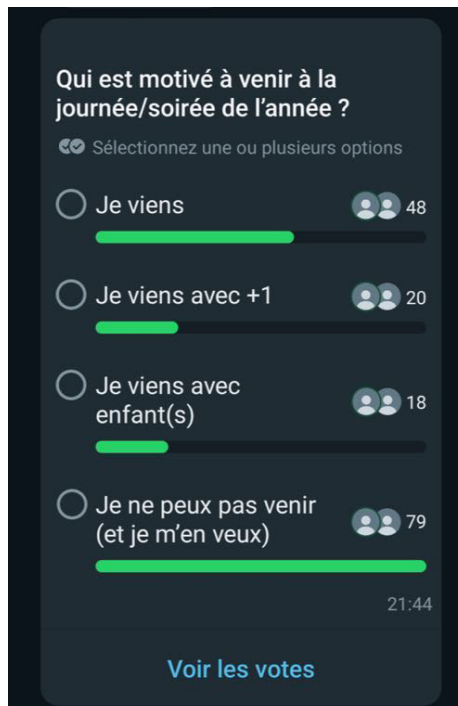 Qui est motivé à venir à la
journée/soirée de l’année ?
Sélectionnez une ou plusieurs options
Je viens
48
Je viens avec +1
20
Je viens avec
enfant(s)
18
Je ne peux pas venir
(et je m’en veux)
79
21:44
Voir les votes